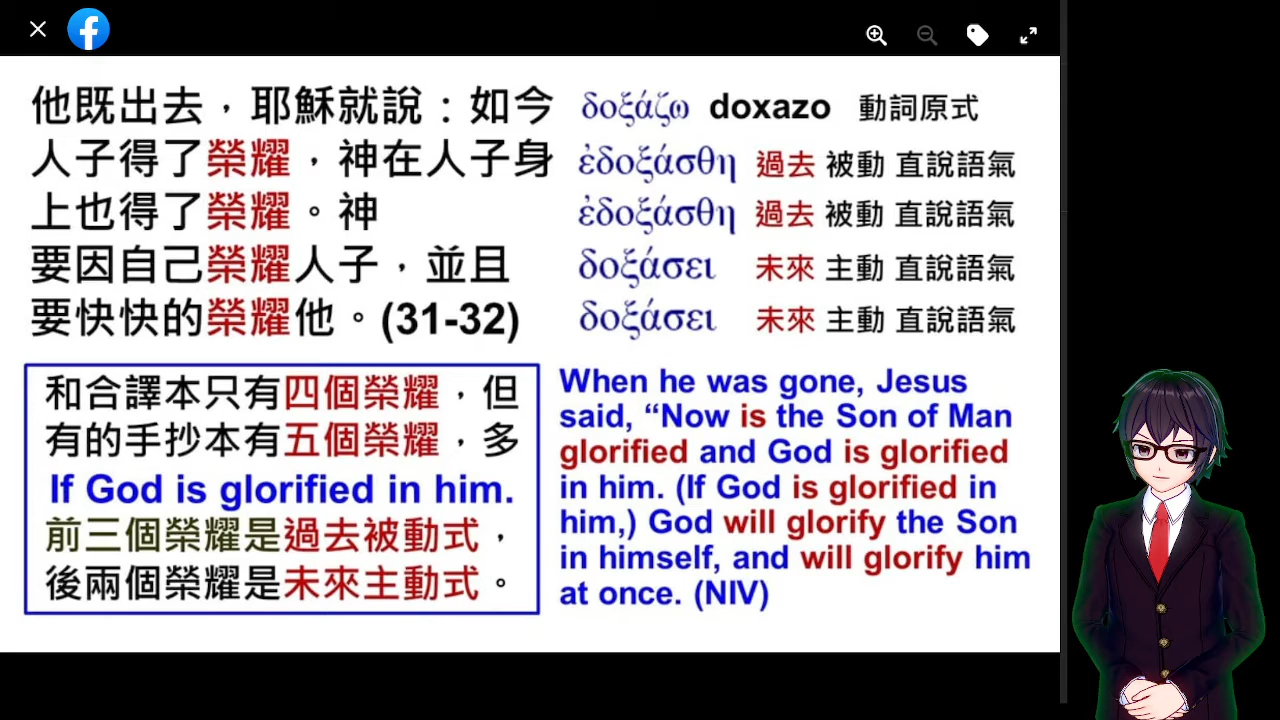 他既出去，耶穌就說：如今
人子得了榮耀，神在人子身
上也得了榮耀。神
要因自己榮耀人子，並且
要快快的榮耀他。(31-32)
δοξάζω doxazo 動詞原式
ἐδοξάσθη 過去 被動 直說語氣
ἐδοξάσθη 過去 被動 直說語氣
δοξάσει 未來 主動 直說語氣
δοξάσει 未來 主動 直說語氣
和合譯本只有四個榮耀，但
有的手抄本有五個榮耀，多
If God is glorified in him.
前三個榮耀是過去被動式，
後兩個榮耀是未來主動式。
When he was gone, Jesus
said, “Now is the Son of Man
glorified and God is glorified
in him. (If God is glorified in
him,) God will glorify the Son
in himself, and will glorify him
at once. (NIV)